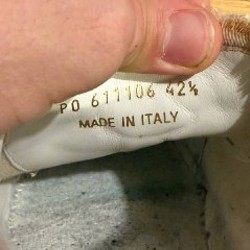 PO 611106 42½
MADE IN ITALY